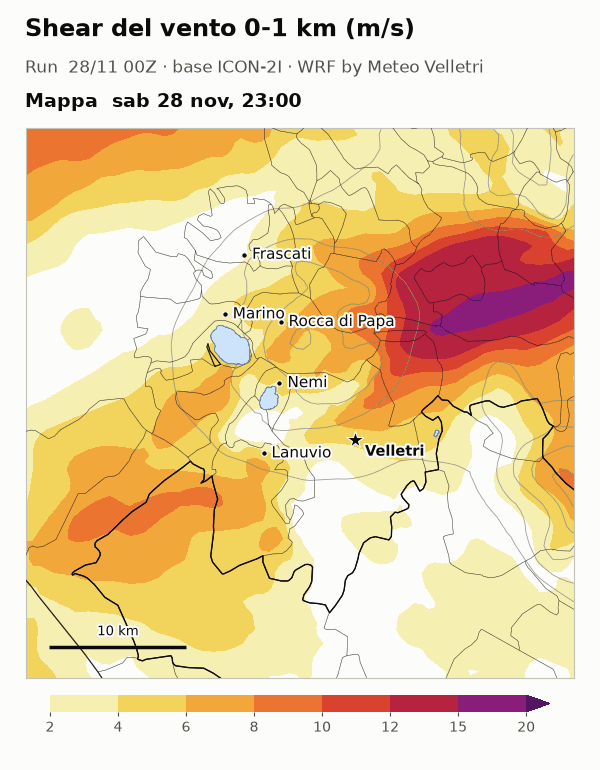 Shear del vento 0-1 km (m/s)
Run  28/11 00Z · base ICON-2I · WRF by Meteo Velletri
Mappa  sab 28 nov, 23:00
Frascati
Marino
Rocca di Papa
Nemi
Velletri
Lanuvio
10 km
2 4 6 8 10 12 15 20